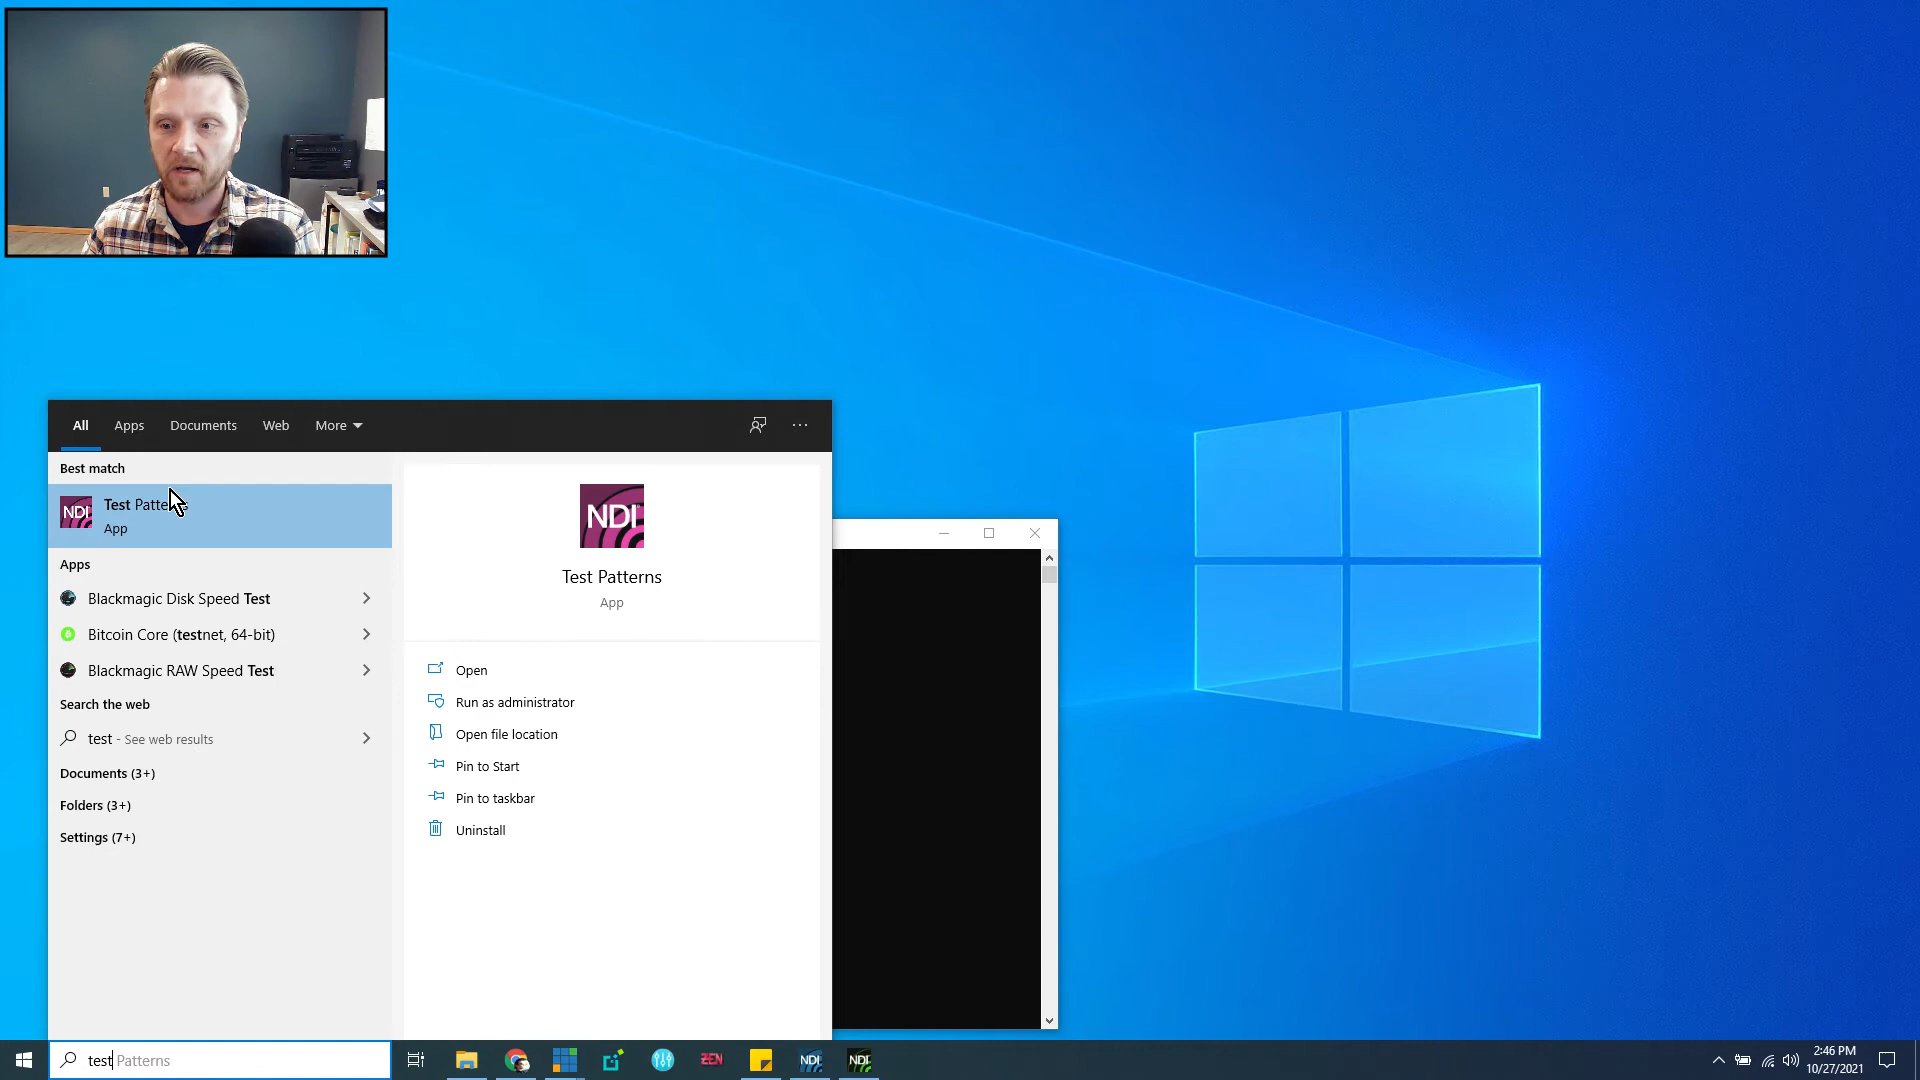 All Apps Documents Web More
Best match
NDI Test Patterns
App
Apps
Blackmagic Disk Speed Test
Bitcoin Core (testnet, 64-bit)
Blackmagic RAW Speed Test
Search the web
test - See web results
Documents (3+)
Folders (3+)
Settings (7+)
NDI
Test Patterns
App
Open
Run as administrator
Open file location
Pin to Start
Pin to taskbar
Uninstall
test Patterns
ZEN
NDI
NDI
2:46 PM
10/27/2021